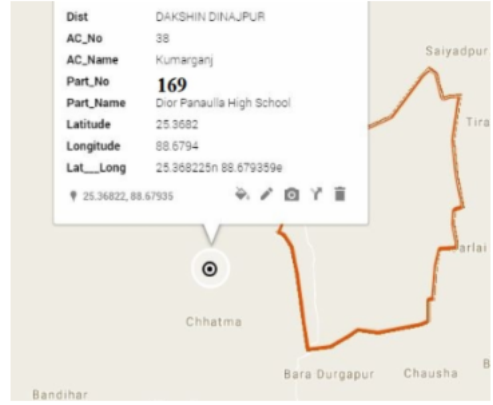 Dist DAKSHIN DINAJPUR
AC_No 38
AC_Name Kumarganj
Part_No 169
Part_Name Dior Panaulla High School
Latitude 25.3682
Longitude 88.6794
Lat___Long 25.368225n 88.679359e
25.36822, 88.67935
Saiyadpur
Tira
arlai
Chhatma
Bara Durgapur
Chausha
B
Bandihar